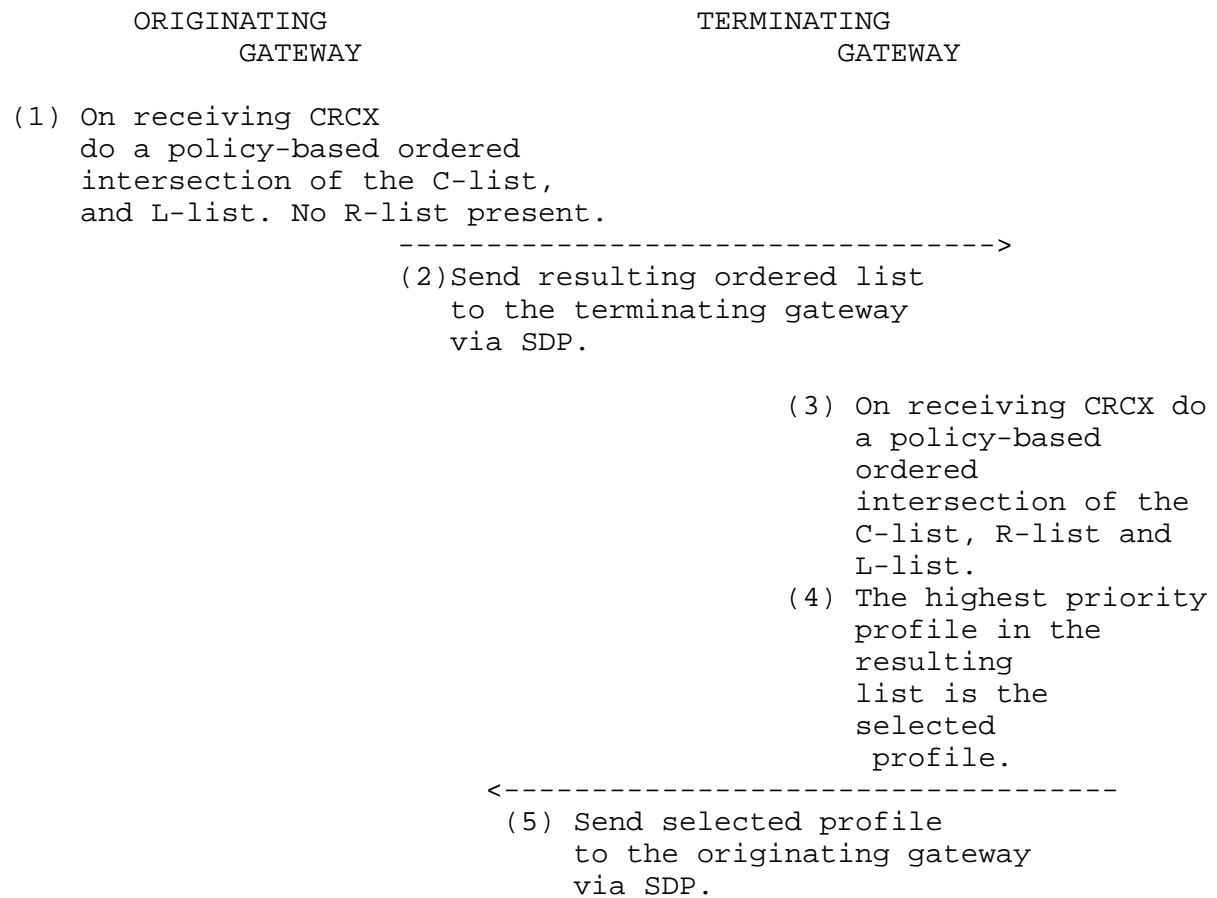 ORIGINATING TERMINATING
GATEWAY GATEWAY
(1) On receiving CRCX
do a policy-based ordered
intersection of the C-list,
and L-list. No R-list present.
---------------------------------->
(2)Send resulting ordered list
to the terminating gateway
via SDP.
(3) On receiving CRCX do
a policy-based
ordered
intersection of the
C-list, R-list and
L-list.
(4) The highest priority
profile in the
resulting
list is the
selected
profile.
<-----------------------------------
(5) Send selected profile
to the originating gateway
via SDP.